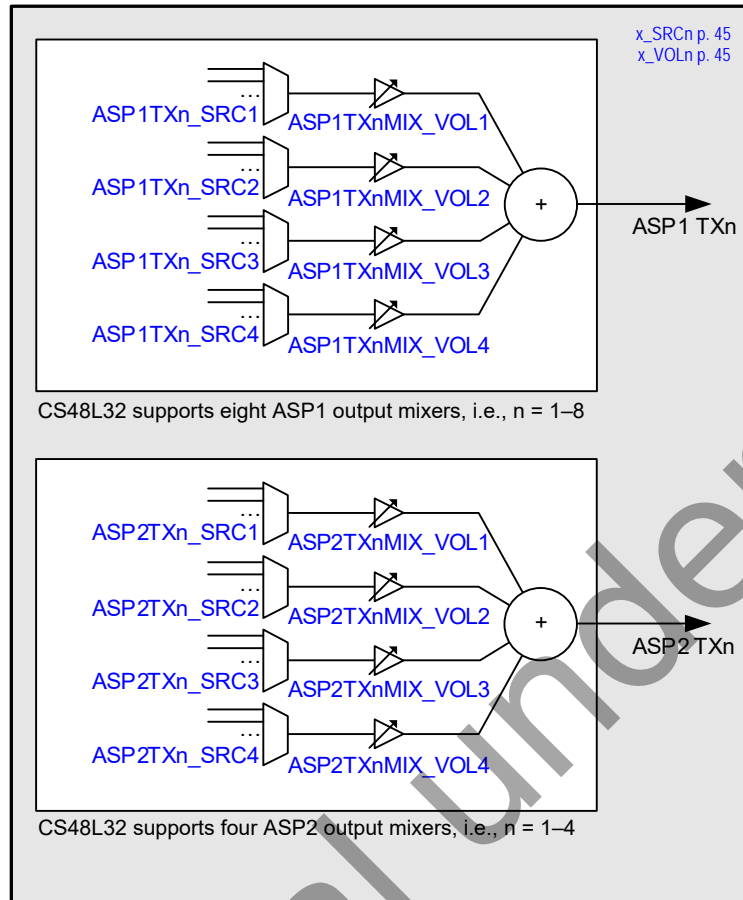 x_SRCn p. 45
x_VOLn p. 45
...
ASP1TXn_SRC1
ASP1TXnMIX_VOL1
...
ASP1TXn_SRC2
ASP1TXnMIX_VOL2
...
ASP1TXn_SRC3
ASP1TXnMIX_VOL3
...
ASP1TXn_SRC4
ASP1TXnMIX_VOL4
+
ASP1 TXn
CS48L32 supports eight ASP1 output mixers, i.e., n = 1–8
...
ASP2TXn_SRC1
ASP2TXnMIX_VOL1
...
ASP2TXn_SRC2
ASP2TXnMIX_VOL2
...
ASP2TXn_SRC3
ASP2TXnMIX_VOL3
...
ASP2TXn_SRC4
ASP2TXnMIX_VOL4
+
ASP2 TXn
CS48L32 supports four ASP2 output mixers, i.e., n = 1–4